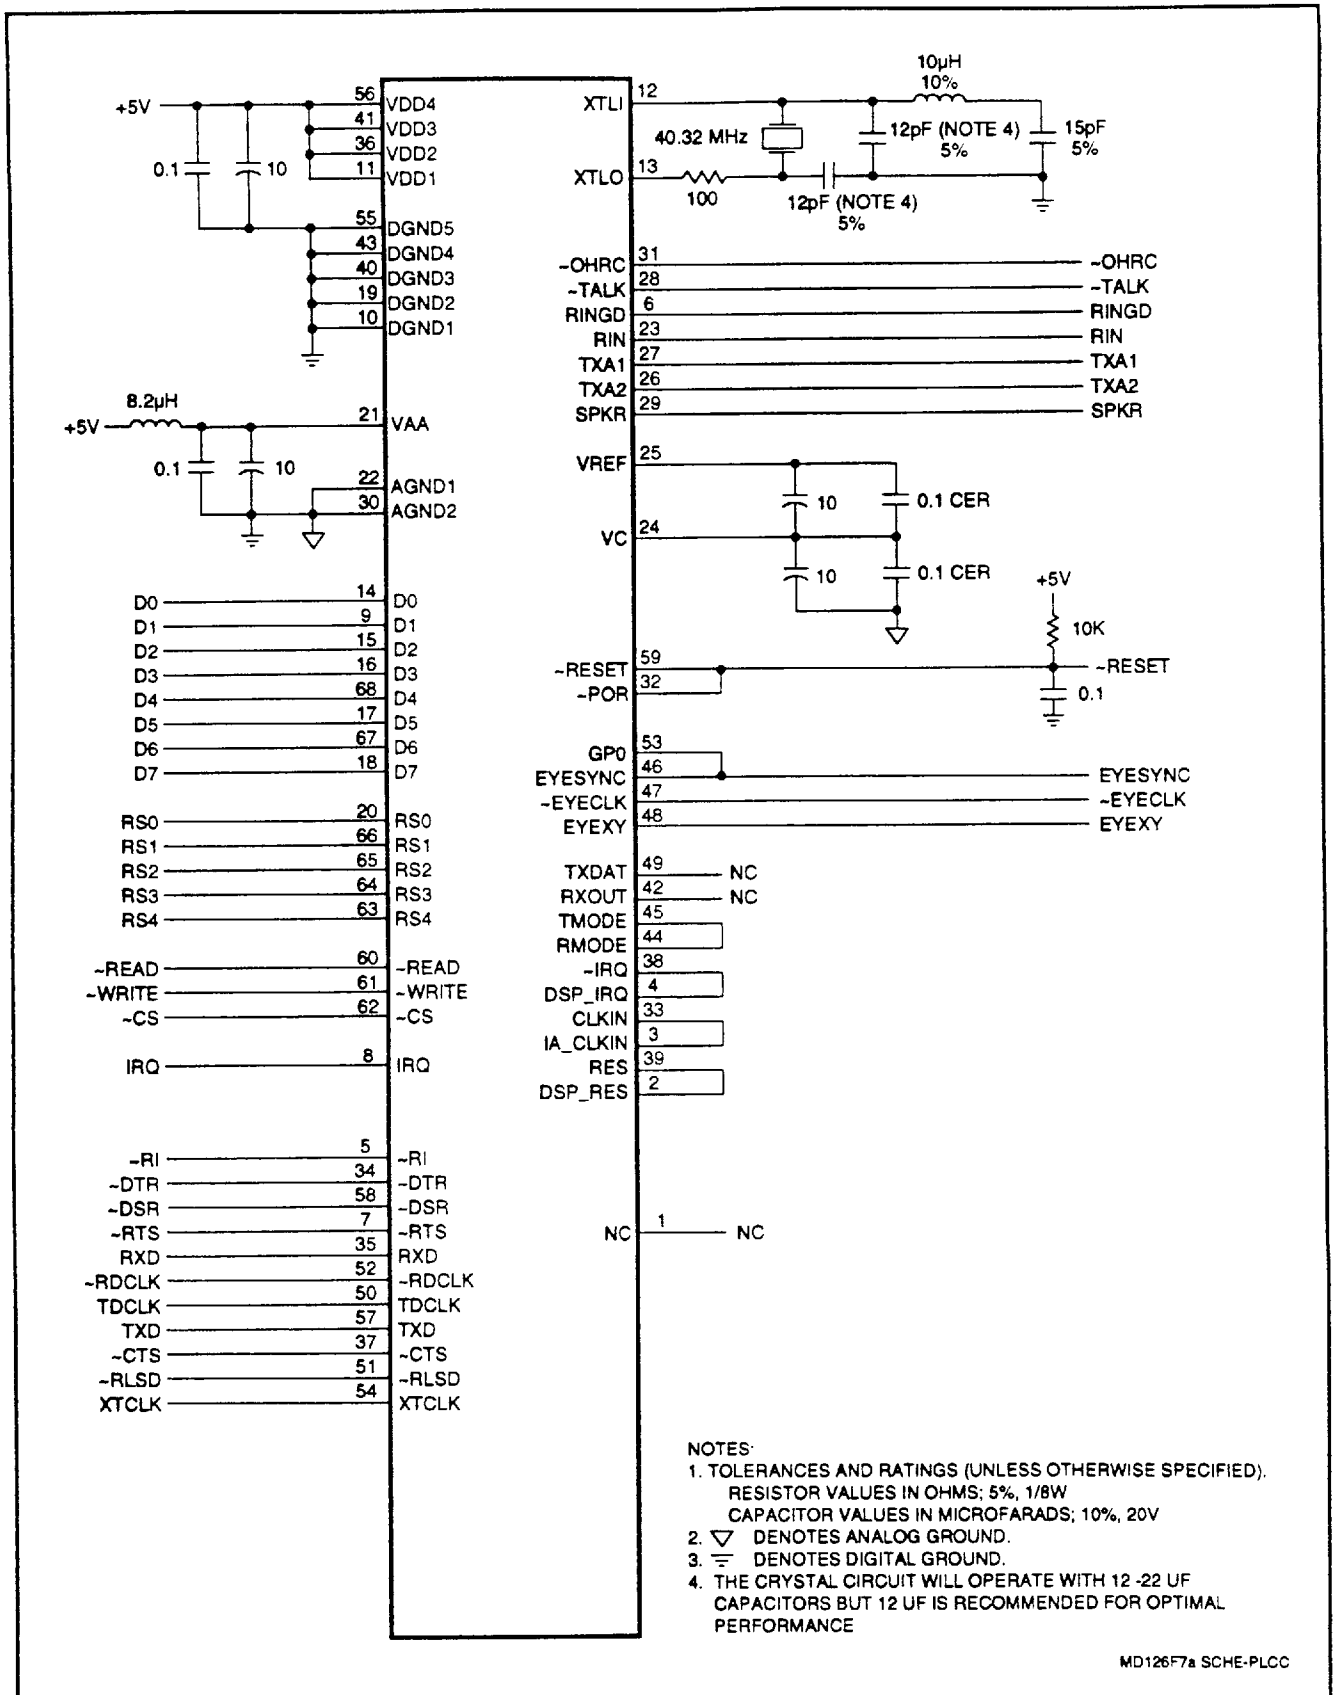 +5V
0.1
10
56 VDD4
41 VDD3
36 VDD2
11 VDD1
55 DGND5
43 DGND4
40 DGND3
19 DGND2
10 DGND1
8.2µH
+5V
0.1
10
21 VAA
22 AGND1
30 AGND2
D0 14 D0
D1 9 D1
D2 15 D2
D3 16 D3
D4 68 D4
D5 17 D5
D6 67 D6
D7 18 D7
RS0 20 RS0
RS1 66 RS1
RS2 65 RS2
RS3 64 RS3
RS4 63 RS4
~READ 60 ~READ
~WRITE 61 ~WRITE
~CS 62 ~CS
IRQ 8 IRQ
~RI 5 ~RI
~DTR 34 ~DTR
~DSR 58 ~DSR
~RTS 7 ~RTS
RXD 35 RXD
~RDCLK 52 ~RDCLK
TDCLK 50 TDCLK
TXD 57 TXD
~CTS 37 ~CTS
~RLSD 51 ~RLSD
XTCLK 54 XTCLK
XTLI 12
10µH
10%
40.32 MHz
12pF (NOTE 4)
5%
15pF
5%
XTLO 13
100
12pF (NOTE 4)
5%
~OHRC 31 ~OHRC
~TALK 28 ~TALK
RINGD 6 RINGD
RIN 23 RIN
TXA1 27 TXA1
TXA2 26 TXA2
SPKR 29 SPKR
VREF 25
10
0.1 CER
VC 24
10
0.1 CER
+5V
10K
~RESET 59 ~RESET
~POR 32
0.1
GP0 53
EYESYNC 46 EYESYNC
~EYECLK 47 ~EYECLK
EYEXY 48 EYEXY
TXDAT 49 NC
RXOUT 42 NC
TMODE 45
RMODE 44
~IRQ 38
DSP_IRQ 4
CLKIN 33
IA_CLKIN 3
RES 39
DSP_RES 2
NC 1 NC
NOTES:
1. TOLERANCES AND RATINGS (UNLESS OTHERWISE SPECIFIED).
RESISTOR VALUES IN OHMS; 5%, 1/8W
CAPACITOR VALUES IN MICROFARADS; 10%, 20V
2. DENOTES ANALOG GROUND.
3. DENOTES DIGITAL GROUND.
4. THE CRYSTAL CIRCUIT WILL OPERATE WITH 12 -22 UF
CAPACITORS BUT 12 UF IS RECOMMENDED FOR OPTIMAL
PERFORMANCE
MD126F7a SCHE-PLCC